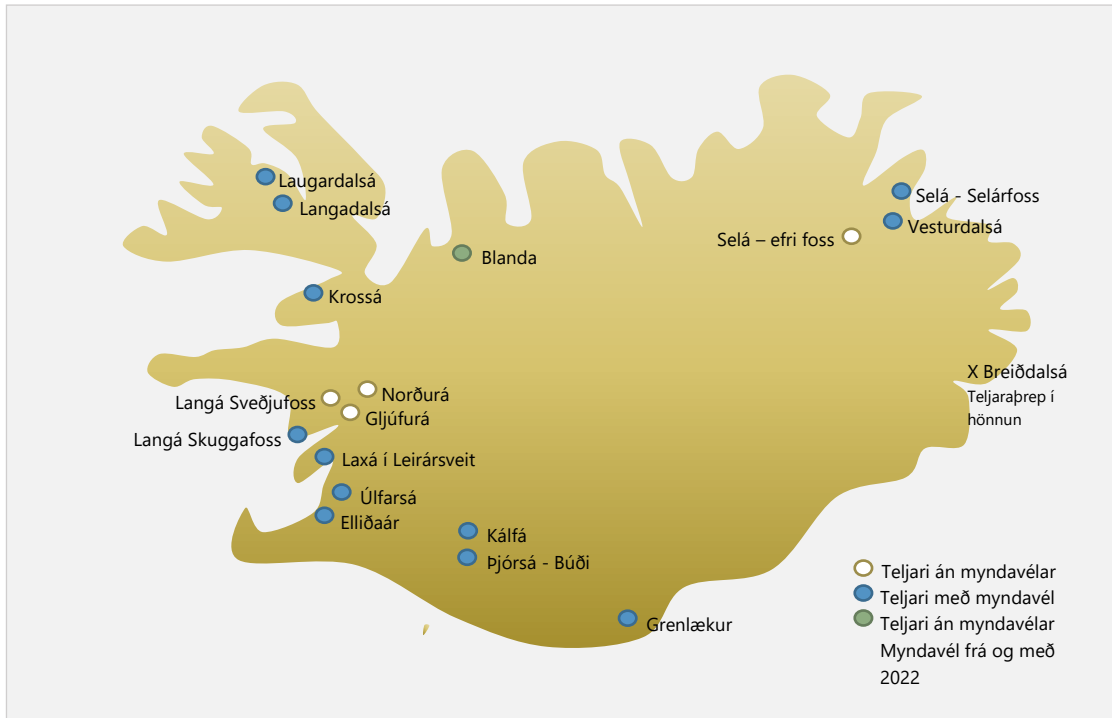 Laugardalsá
Langadalsá
Selá - Selárfoss
Vesturdalsá
Selá – efri foss
Blanda
Krossá
X Breiðdalsá
Teljaraþrep í
hönnun
Norðurá
Langá Sveðjufoss
Gljúfurá
Langá Skuggafoss
Laxá í Leirársveit
Úlfarsá
Elliðaár
Kálfá
Þjórsá - Búði
Grenlækur
Teljari án myndavélar
Teljari með myndavél
Teljari án myndavélar
Myndavél frá og með
2022